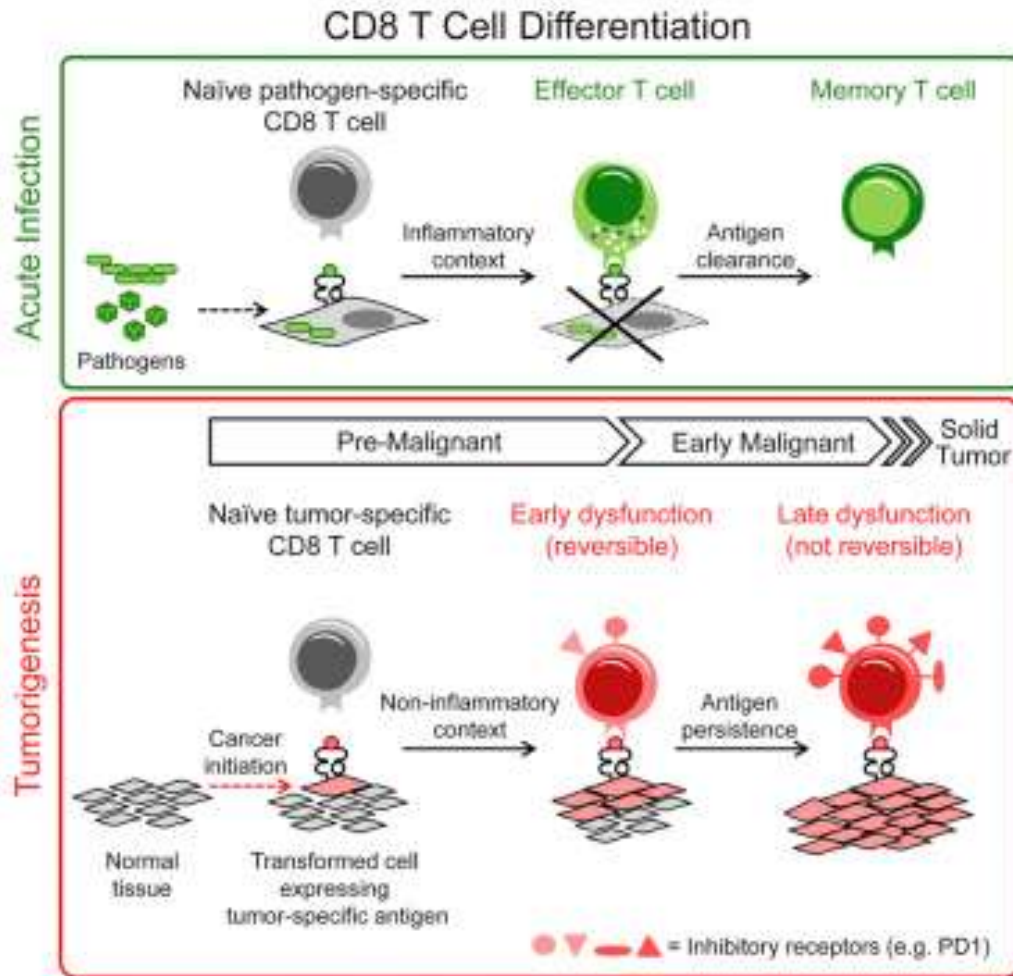 CD8 T Cell Differentiation
Acute Infection
Naïve pathogen-specific
CD8 T cell
Effector T cell
Memory T cell
Inflammatory
context
Antigen
clearance
Pathogens
Tumorigenesis
Pre-Malignant
Early Malignant
Solid
Tumor
Naïve tumor-specific
CD8 T cell
Early dysfunction
(reversible)
Late dysfunction
(not reversible)
Non-inflammatory
context
Antigen
persistence
Cancer
initiation
Normal
tissue
Transformed cell
expressing
tumor-specific antigen
= Inhibitory receptors (e.g. PD1)